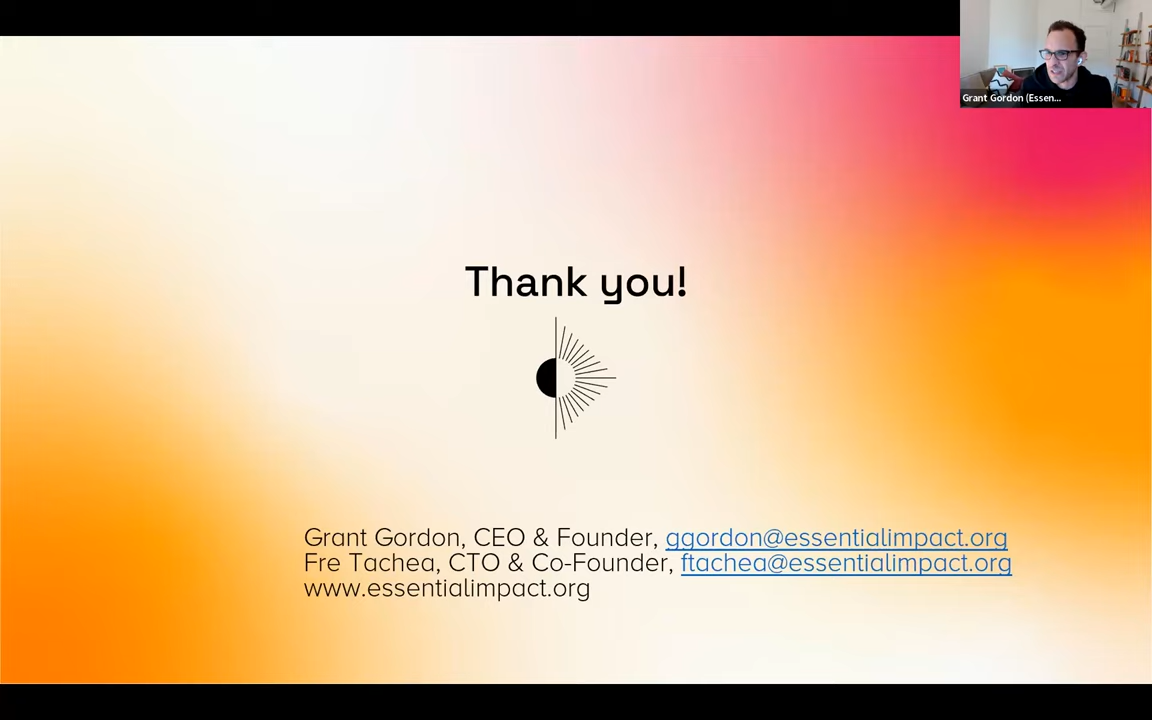 Grant Gordon (Essen...
Thank you!
Grant Gordon, CEO & Founder, ggordon@essentialimpact.org
Fre Tachea, CTO & Co-Founder, ftachea@essentialimpact.org
www.essentialimpact.org